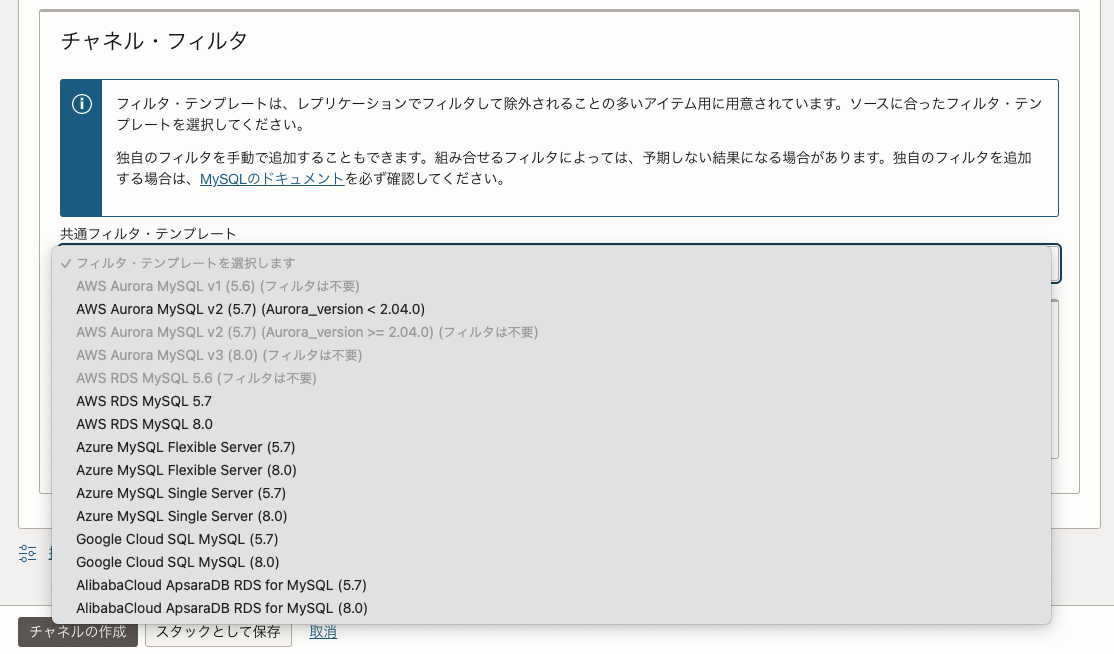 チャネル・フィルタ
フィルタ・テンプレートは、レプリケーションでフィルタして除外されることの多いアイテム用に用意されています。ソースに合ったフィルタ・テン
プレートを選択してください。
独自のフィルタを手動で追加することもできます。組み合せるフィルタによっては、予期しない結果になる場合があります。独自のフィルタを追加
する場合は、MySQLのドキュメントを必ず確認してください。
共通フィルタ・テンプレート
✓ フィルタ・テンプレートを選択します
AWS Aurora MySQL v1 (5.6) (フィルタは不要)
AWS Aurora MySQL v2 (5.7) (Aurora_version < 2.04.0)
AWS Aurora MySQL v2 (5.7) (Aurora_version >= 2.04.0) (フィルタは不要)
AWS Aurora MySQL v3 (8.0) (フィルタは不要)
AWS RDS MySQL 5.6 (フィルタは不要)
AWS RDS MySQL 5.7
AWS RDS MySQL 8.0
Azure MySQL Flexible Server (5.7)
Azure MySQL Flexible Server (8.0)
Azure MySQL Single Server (5.7)
Azure MySQL Single Server (8.0)
Google Cloud SQL MySQL (5.7)
Google Cloud SQL MySQL (8.0)
AlibabaCloud ApsaraDB RDS for MySQL (5.7)
AlibabaCloud ApsaraDB RDS for MySQL (8.0)
チャネルの作成 スタックとして保存 取消